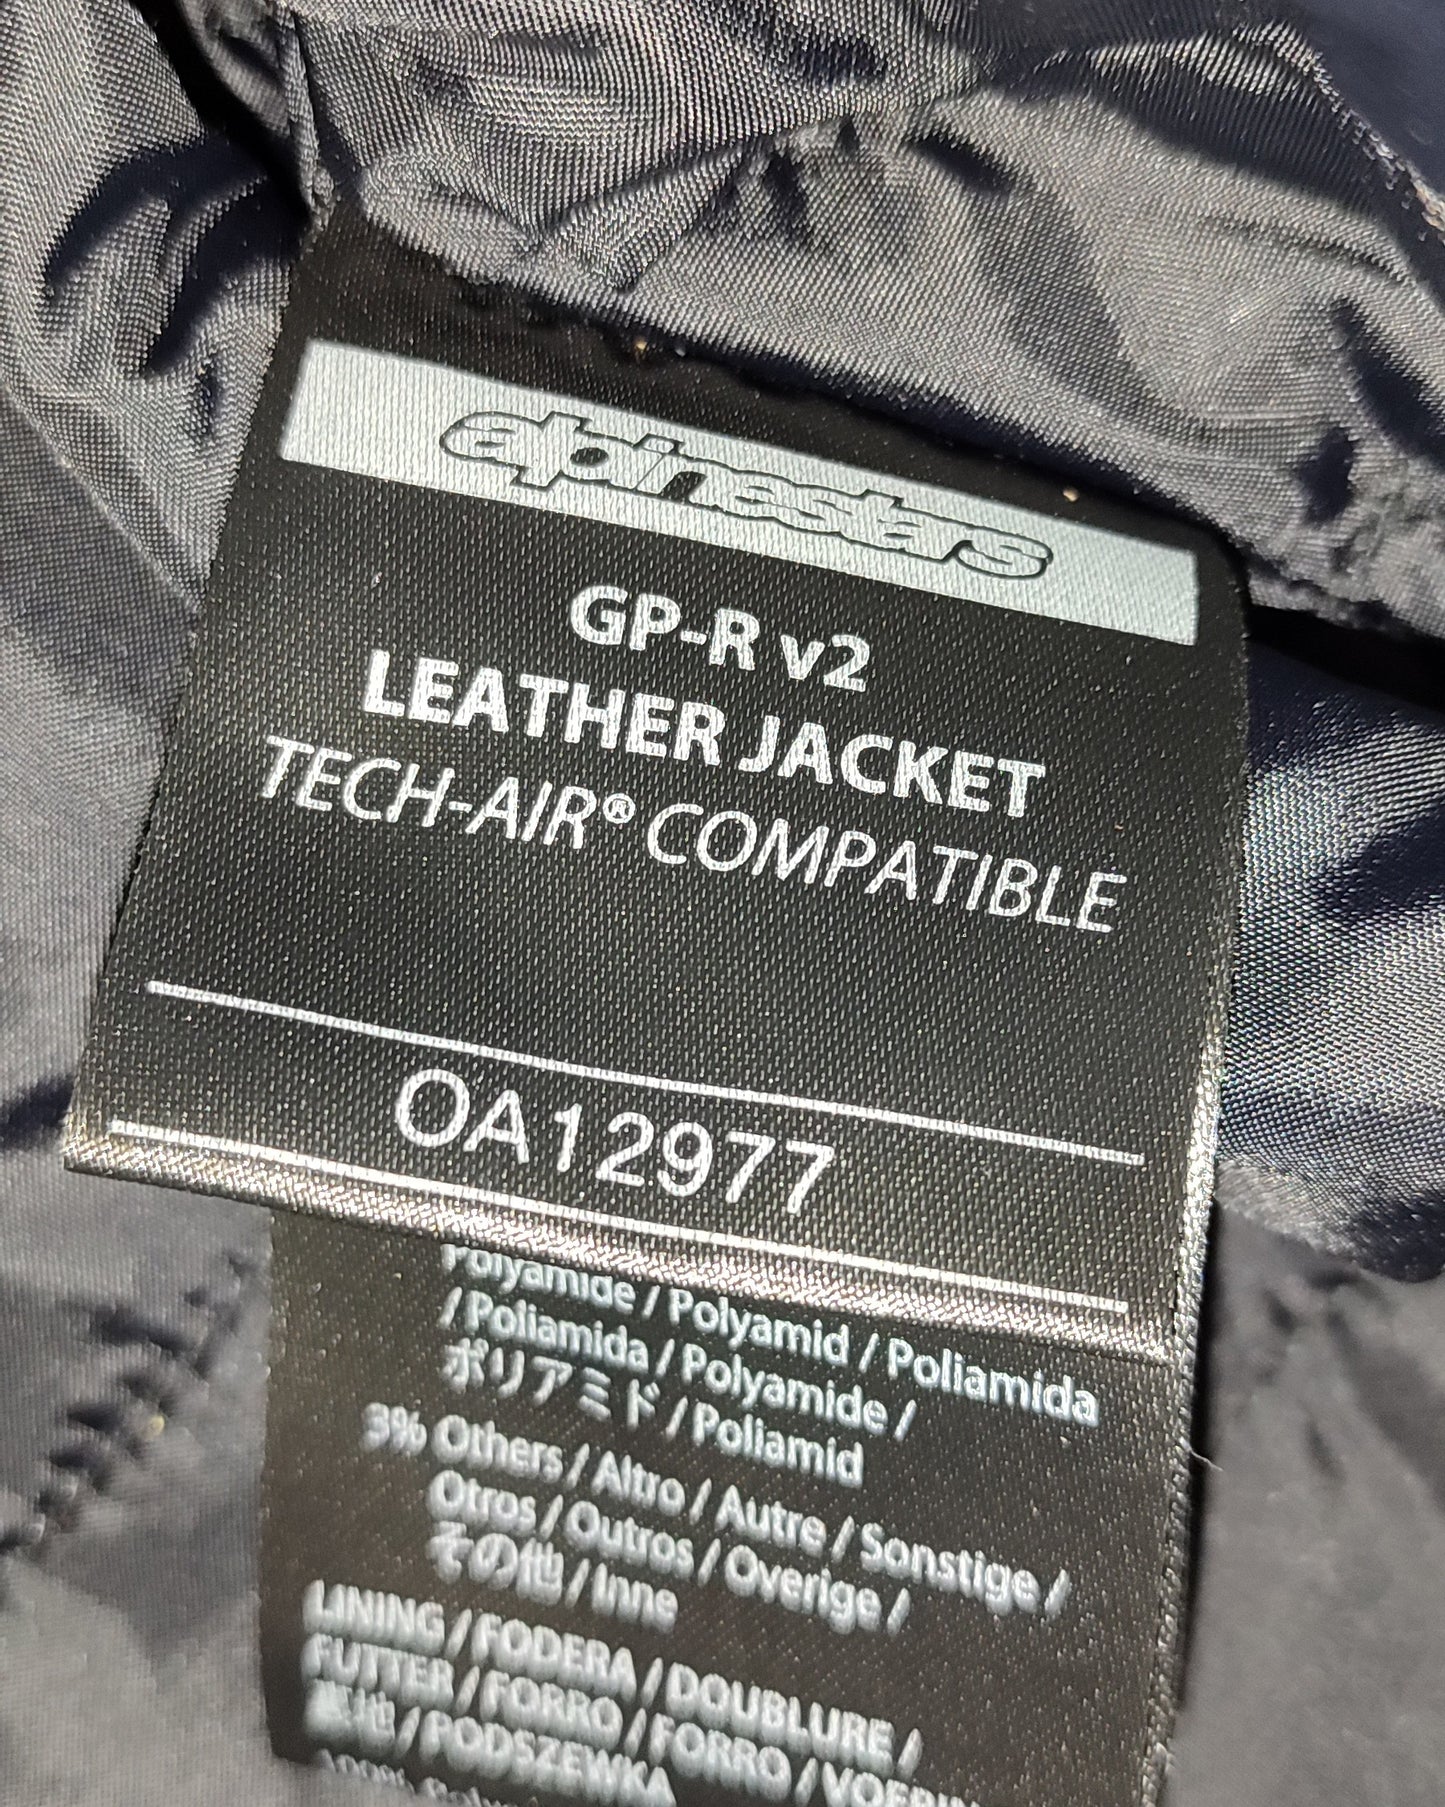 alpinestars
GP-R v2
LEATHER JACKET
TECH-AIR® COMPATIBLE
OA12977
Polyamide / Polyamid / Poliamida
/ Poliamida / Polyamide /
ポリアミド / Poliamid
3% Others / Altro / Autre / Sonstige /
Otros / Outros / Overige /
その他 / Inne
LINING / FODERA / DOUBLURE /
FUTTER / FORRO / FORRO / VOERING
裏地 / PODSZEWKA